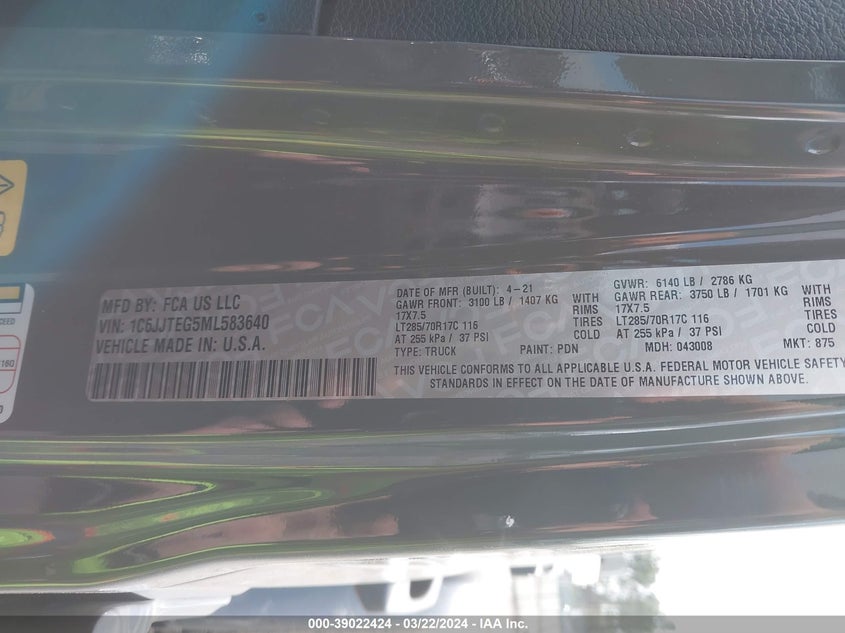 MFD BY: FCA US LLC
VIN: 1C6JJTEG5ML583640
VEHICLE MADE IN: U.S.A.
DATE OF MFR (BUILT): 4-21
GAWR FRONT: 3100 LB / 1407 KG
17X7.5 RIMS
LT285/70R17C 116 TIRES
AT 255 kPa / 37 PSI COLD
TYPE: TRUCK PAINT: PDN
GVWR: 6140 LB / 2786 KG
GAWR REAR: 3750 LB / 1701 KG
17X7.5 RIMS
LT285/70R17C 116 TIRES
AT 255 kPa / 37 PSI COLD
MDH: 043008 MKT: 875
THIS VEHICLE CONFORMS TO ALL APPLICABLE U.S.A. FEDERAL MOTOR VEHICLE SAFETY
STANDARDS IN EFFECT ON THE DATE OF MANUFACTURE SHOWN ABOVE.
000-39022424 - 03/22/2024 - IAA Inc.